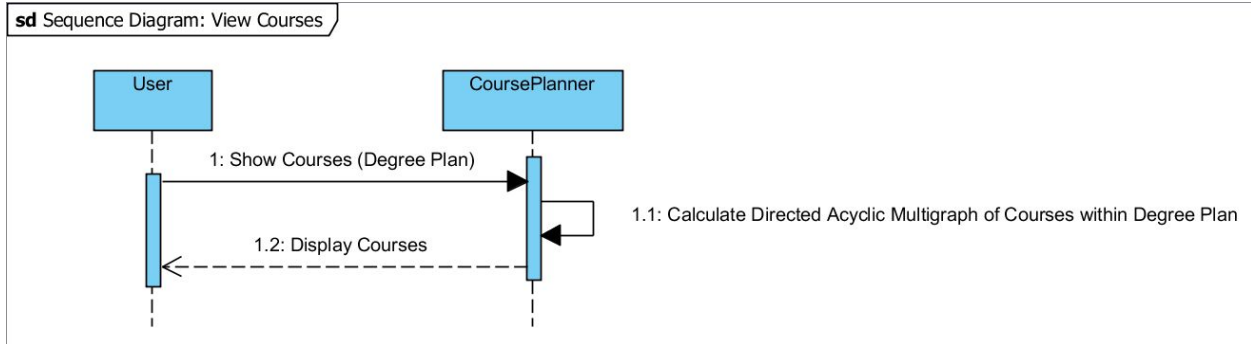 sd Sequence Diagram: View Courses
User
CoursePlanner
1: Show Courses (Degree Plan)
1.1: Calculate Directed Acyclic Multigraph of Courses within Degree Plan
1.2: Display Courses